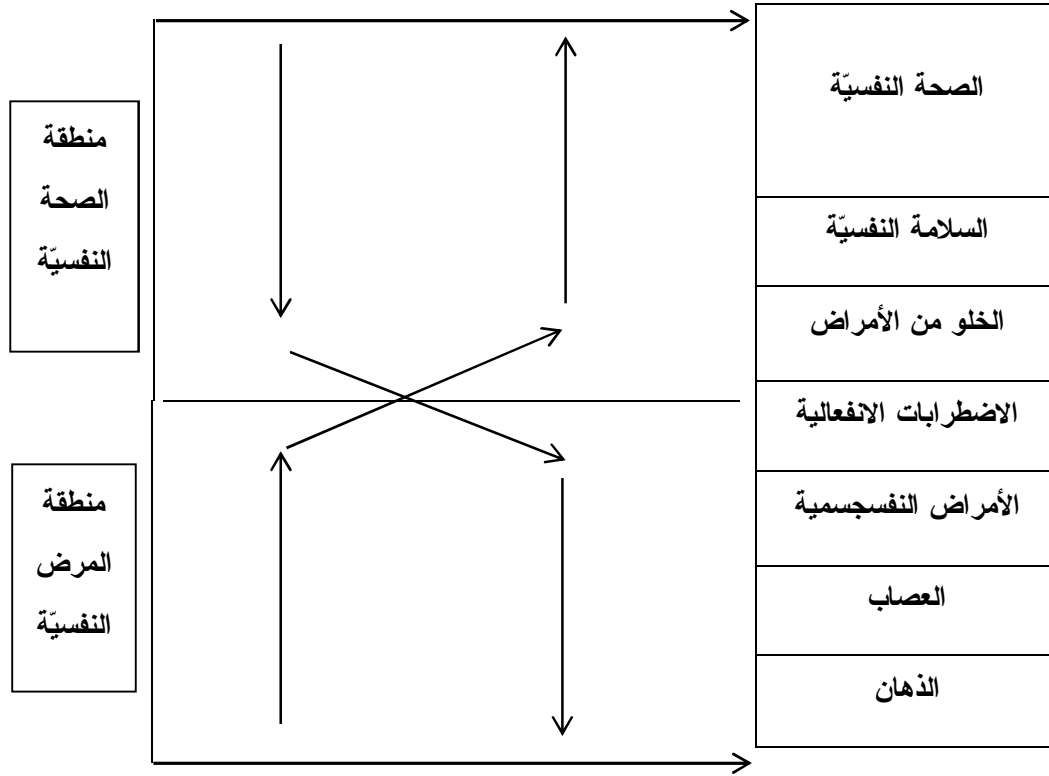 الصحة النفسيّة
السلامة النفسيّة
الخلو من الأمراض
الاضطرابات الانفعالية
الأمراض النفسجسمية
العصاب
الذهان
منطقة
الصحة
النفسيّة
منطقة
المرض
النفسيّة